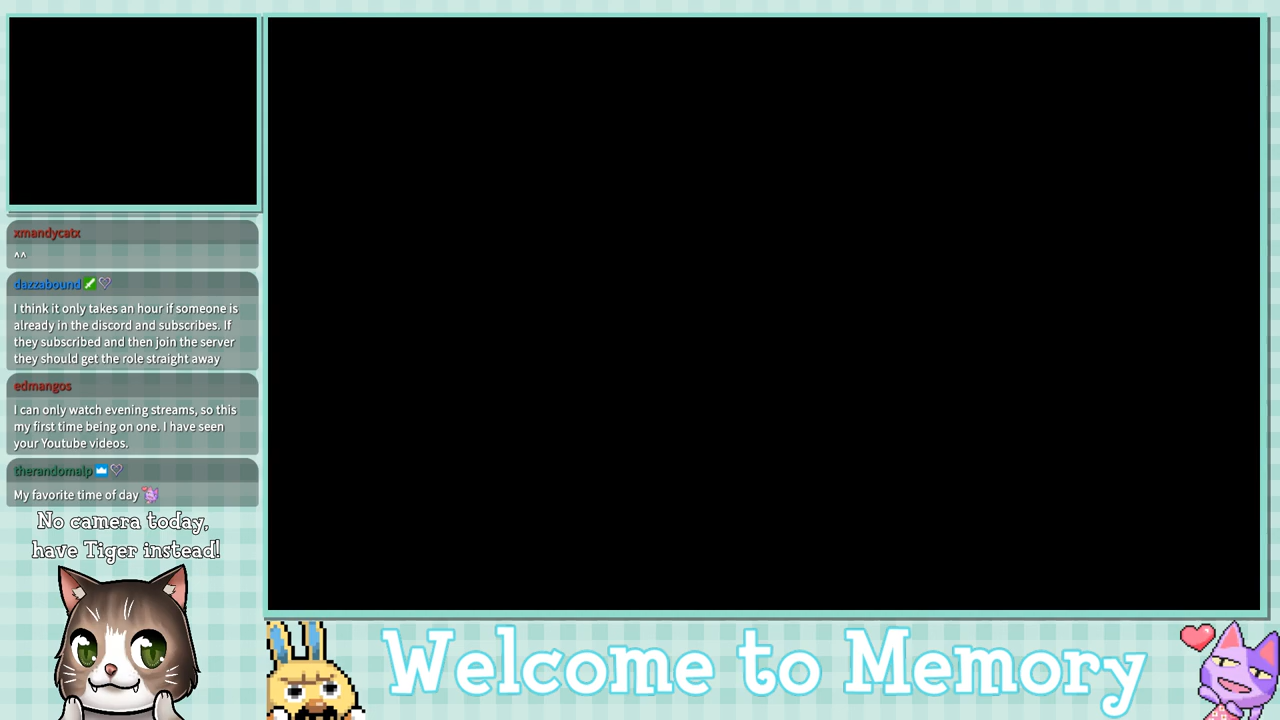 xmandycatx
^^
dazzabound
I think it only takes an hour if someone is
already in the discord and subscribes. If
they subscribed and then join the server
they should get the role straight away
edmangos
I can only watch evening streams, so this
my first time being on one. I have seen
your Youtube videos.
therandomalp
My favorite time of day
No camera today,
have Tiger instead!
Welcome to Memory